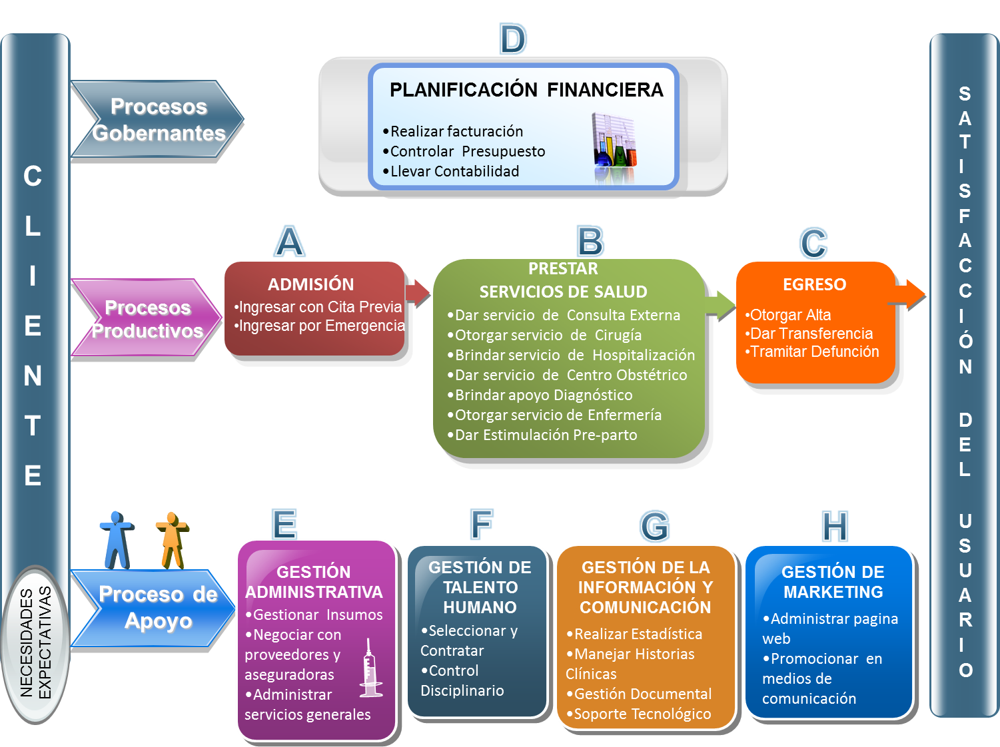 CLIENTE
NECESIDADES
EXPECTATIVAS
Procesos
Gobernantes
D
PLANIFICACIÓN FINANCIERA
•Realizar facturación
•Controlar Presupuesto
•Llevar Contabilidad
Procesos
Productivos
A
ADMISIÓN
•Ingresar con Cita Previa
•Ingresar por Emergencia
B
PRESTAR
SERVICIOS DE SALUD
•Dar servicio de Consulta Externa
•Otorgar servicio de Cirugía
•Brindar servicio de Hospitalización
•Dar servicio de Centro Obstétrico
•Brindar apoyo Diagnóstico
•Otorgar servicio de Enfermería
•Dar Estimulación Pre-parto
C
EGRESO
•Otorgar Alta
•Dar Transferencia
•Tramitar Defunción
Proceso de
Apoyo
E
GESTIÓN
ADMINISTRATIVA
•Gestionar Insumos
•Negociar con
proveedores y
aseguradoras
•Administrar
servicios generales
F
GESTIÓN DE
TALENTO
HUMANO
•Seleccionar y
Contratar
•Control
Disciplinario
G
GESTIÓN DE LA
INFORMACIÓN Y
COMUNICACIÓN
•Realizar Estadística
•Manejar Historias
Clínicas
•Gestión Documental
•Soporte Tecnológico
H
GESTIÓN DE
MARKETING
•Administrar pagina
web
•Promocionar en
medios de
comunicación
SATISFACCIÓN DEL USUARIO